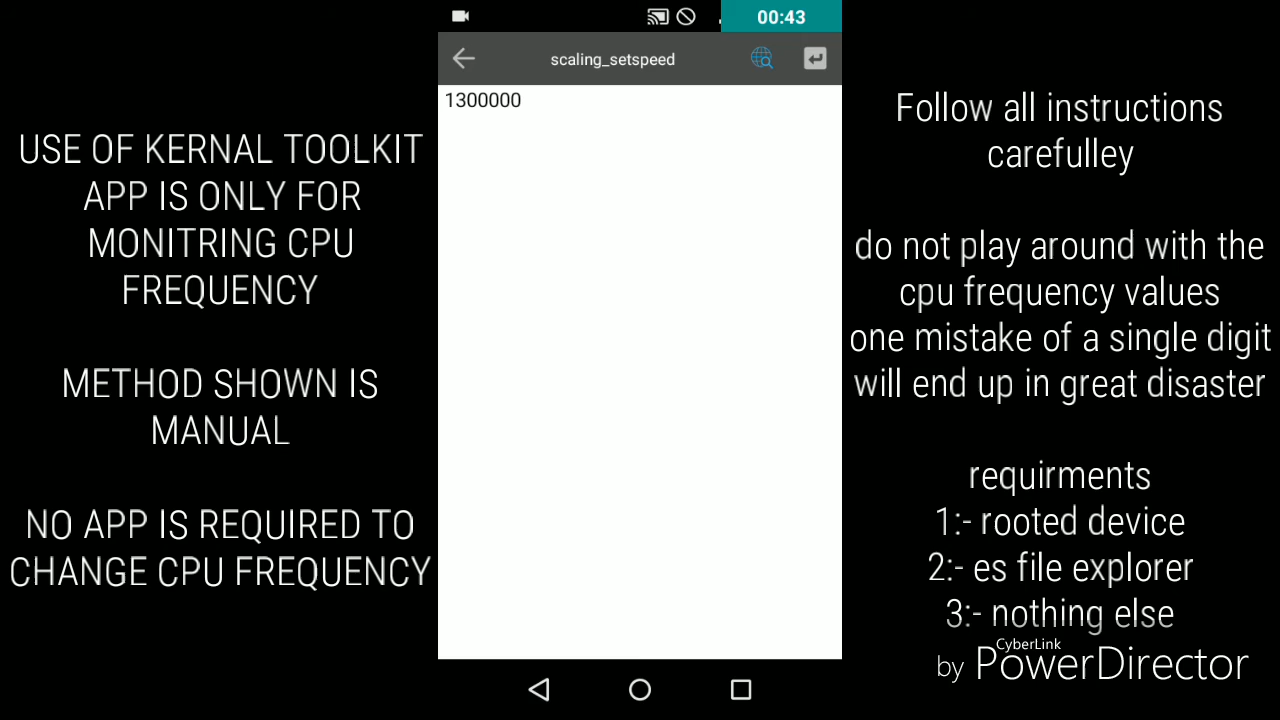 USE OF KERNAL TOOLKIT
APP IS ONLY FOR
MONITRING CPU
FREQUENCY
METHOD SHOWN IS
MANUAL
NO APP IS REQUIRED TO
CHANGE CPU FREQUENCY
00:43
scaling_setspeed
1300000
Follow all instructions
carefulley
do not play around with the
cpu frequency values
one mistake of a single digit
will end up in great disaster
requirments
1:- rooted device
2:- es file explorer
3:- nothing else
CyberLink
by PowerDirector